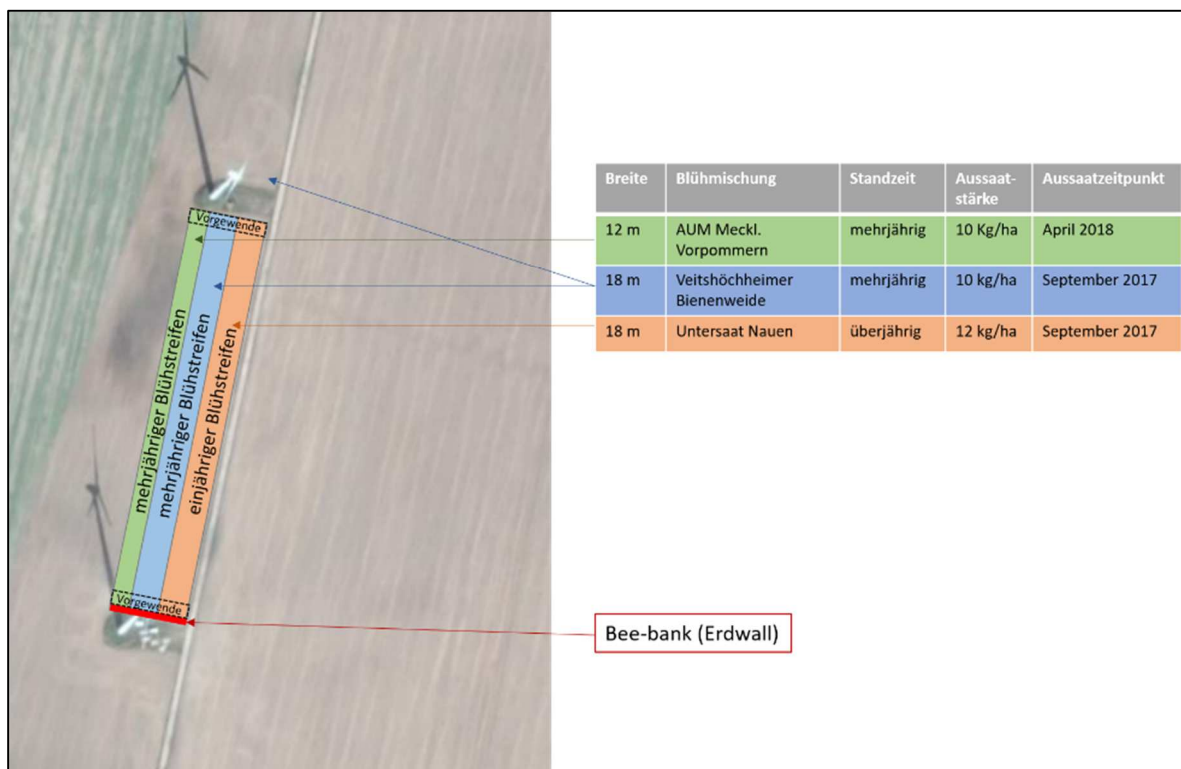 Breite Blühmischung Standzeit Aussaat-
stärke Aussaatzeitpunkt
12 m AUM Meckl.
Vorpommern mehrjährig 10 Kg/ha April 2018
18 m Veitshöchheimer
Bienenweide mehrjährig 10 kg/ha September 2017
18 m Untersaat Nauen überjährig 12 kg/ha September 2017
Vorgewende
mehrjähriger Blühstreifen
mehrjähriger Blühstreifen
einjähriger Blühstreifen
Vorgewende
Bee-bank (Erdwall)